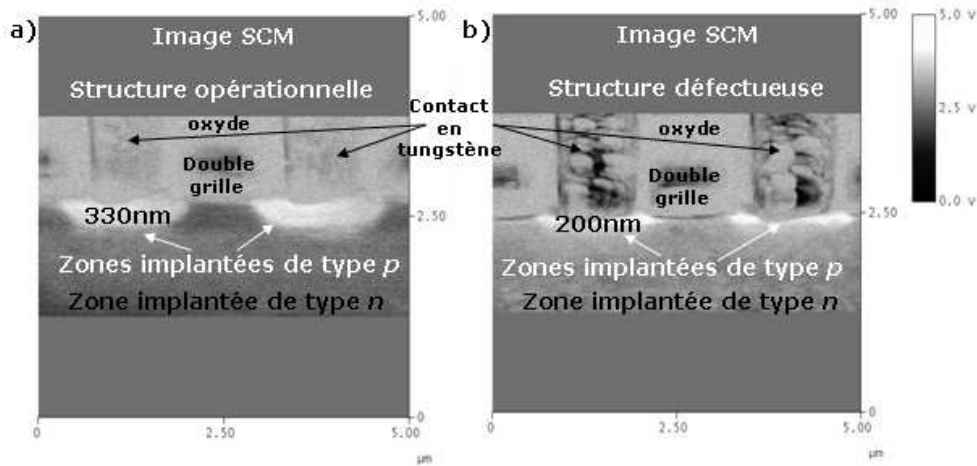 a)
Image SCM
Structure opérationnelle
oxyde
Double
grille
330nm
Zones implantées de type p
Zone implantée de type n
5.00
2.50
0
0
2.50
5.00
µm
Contact
en
tungstène
b)
Image SCM
Structure défectueuse
oxyde
Double
grille
200nm
Zones implantées de type p
Zone implantée de type n
5.00
2.50
0
0
2.50
5.00
µm
5.0 v
2.5 v
0.0 v